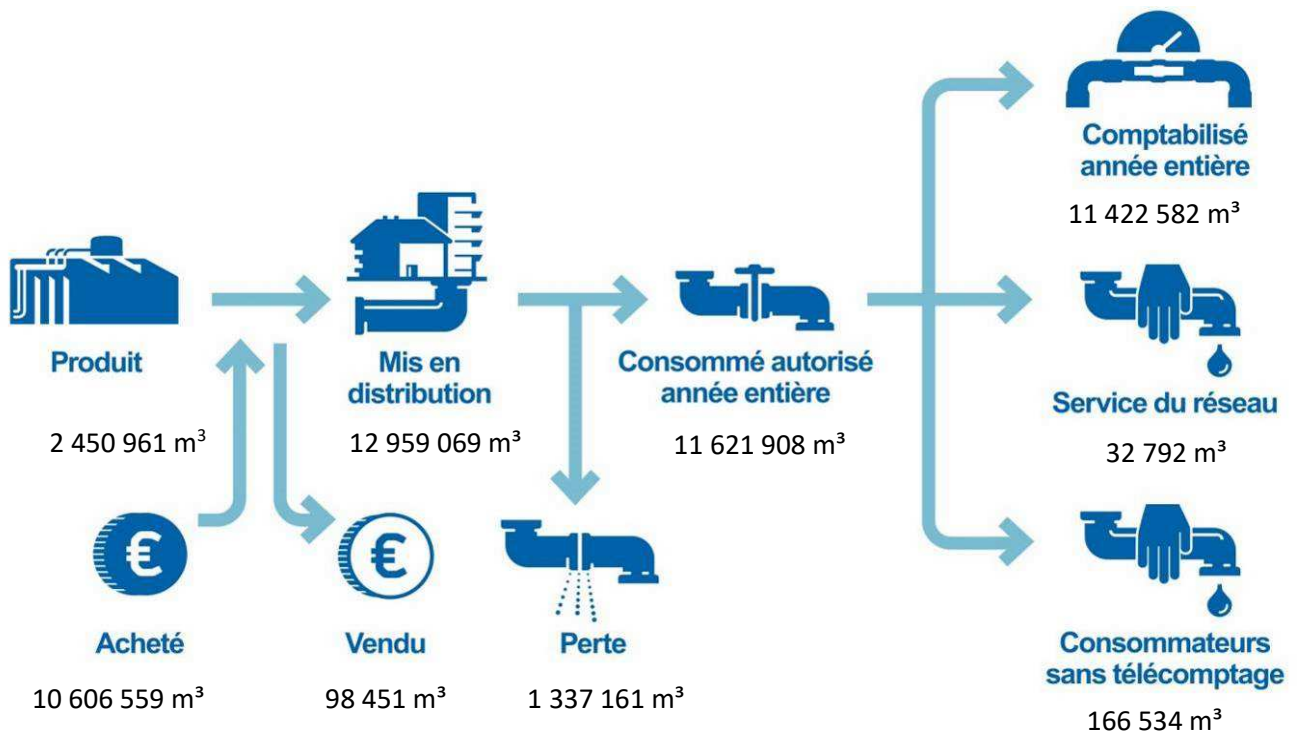 Comptabilisé
année entière
11 422 582 m³
Produit
2 450 961 m³
Mis en
distribution
12 959 069 m³
Consommé autorisé
année entière
11 621 908 m³
Service du réseau
32 792 m³
€
Acheté
10 606 559 m³
€
Vendu
98 451 m³
Perte
1 337 161 m³
Consommateurs
sans télécomptage
166 534 m³